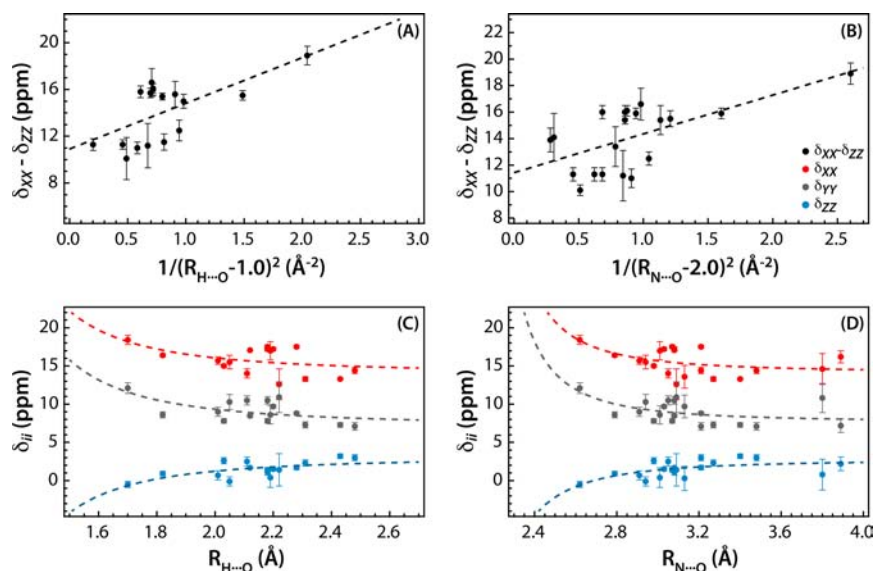 (A)
δXX - δZZ (ppm)
20
16
12
8
0.0 0.5 1.0 1.5 2.0 2.5 3.0
1/(RH···O-1.0)² (Å⁻²)
(B)
δXX - δZZ (ppm)
22
20
18
16
14
12
10
8
δXX-δZZ
δXX
δYY
δZZ
0.0 0.5 1.0 1.5 2.0 2.5
1/(RN···O-2.0)² (Å⁻²)
(C)
δii (ppm)
20
15
10
5
0
1.6 1.8 2.0 2.2 2.4 2.6
RH···O (Å)
(D)
δii (ppm)
20
15
10
5
0
2.4 2.8 3.2 3.6 4.0
RN···O (Å)